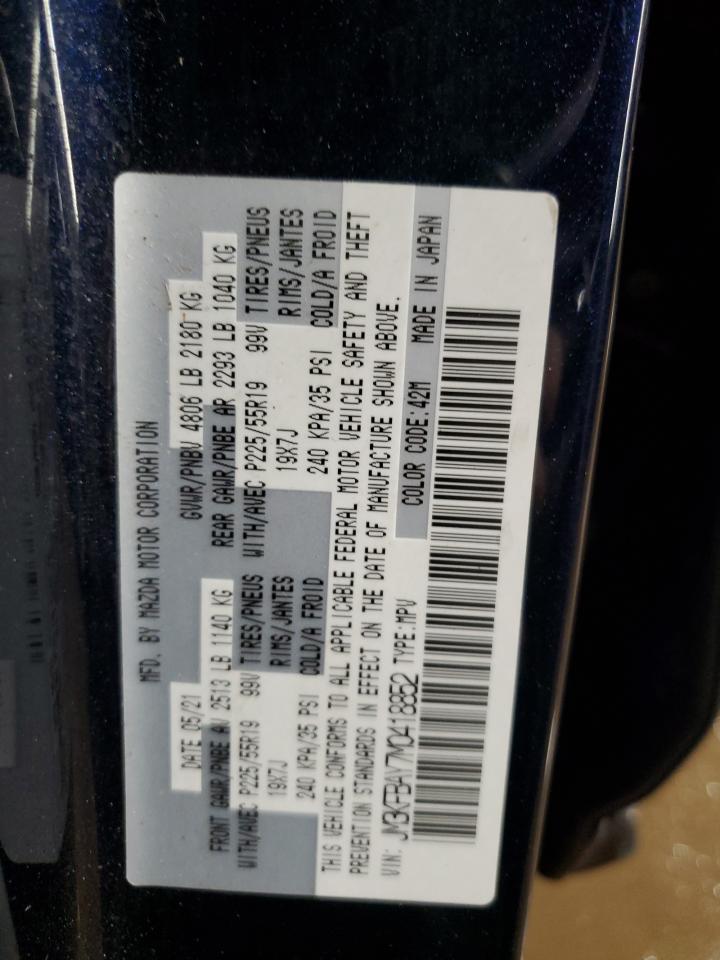 MFD. BY MAZDA MOTOR CORPORATION
DATE 05/21 GVWR/PNBV 4806 LB 2180 KG
FRONT GAWR/PNBE AV 2513 LB 1140 KG REAR GAWR/PNBE AR 2293 LB 1040 KG
WITH/AVEC P225/55R19 99V TIRES/PNEUS WITH/AVEC P225/55R19 99V TIRES/PNEUS
19X7J RIMS/JANTES 19X7J RIMS/JANTES
240 KPA/35 PSI COLD/A FROID 240 KPA/35 PSI COLD/A FROID
THIS VEHICLE CONFORMS TO ALL APPLICABLE FEDERAL MOTOR VEHICLE SAFETY AND THEFT
PREVENTION STANDARDS IN EFFECT ON THE DATE OF MANUFACTURE SHOWN ABOVE.
VIN: JM3KFBAY7M0418852 TYPE:MPV COLOR CODE:42M MADE IN JAPAN